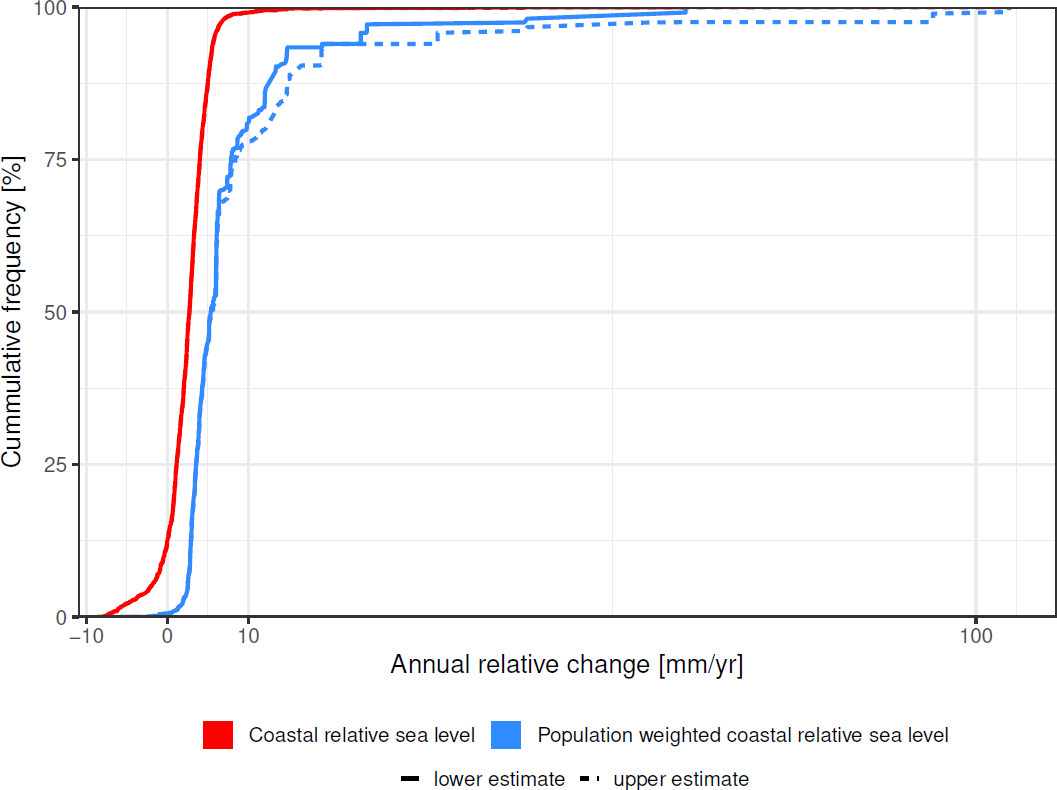 Cummulative frequency [%]
100
75
50
25
0
−10 0 10 100
Annual relative change [mm/yr]
Coastal relative sea level Population weighted coastal relative sea level
lower estimate upper estimate